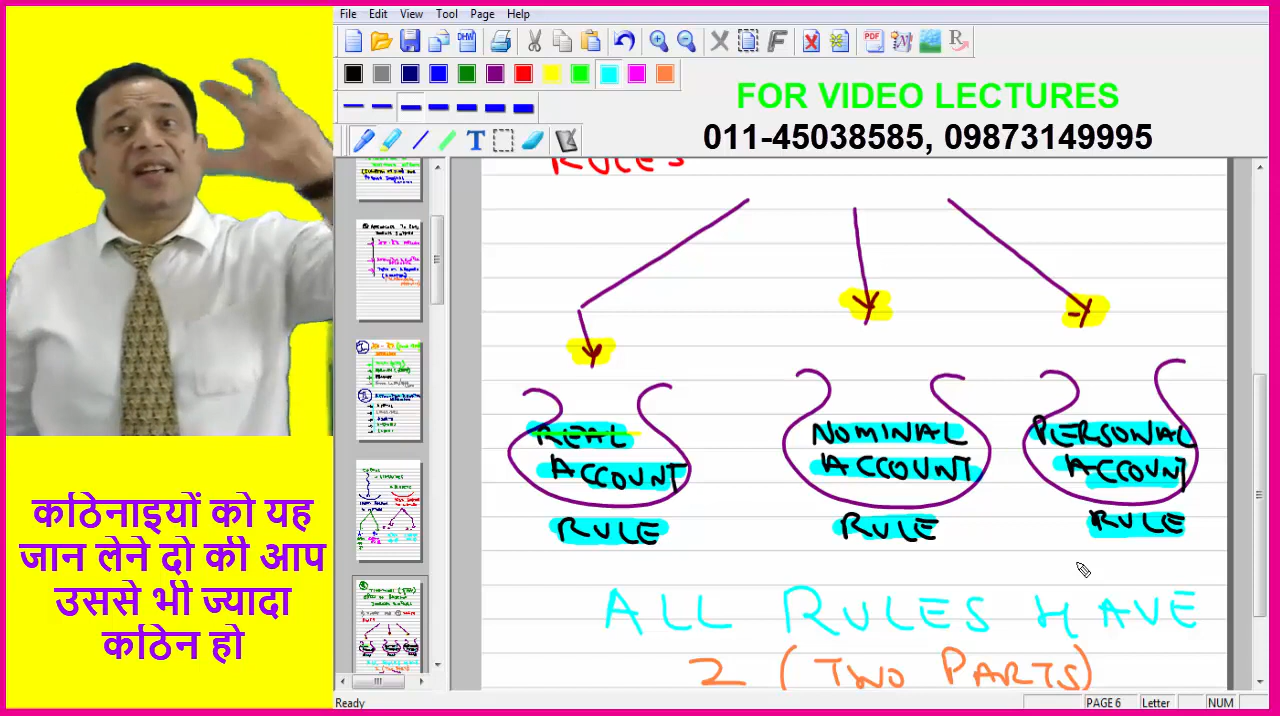 File Edit View Tool Page Help
FOR VIDEO LECTURES
011-45038585, 09873149995
RULES
REAL
ACCOUNT
RULE
NOMINAL
ACCOUNT
RULE
PERSONAL
ACCOUNT
RULE
ALL RULES HAVE
2 (TWO PARTS)
कठिनाइयों को यह
जान लेने दो की आप
उससे भी ज्यादा
कठिन हो
Ready
PAGE 6 Letter NUM